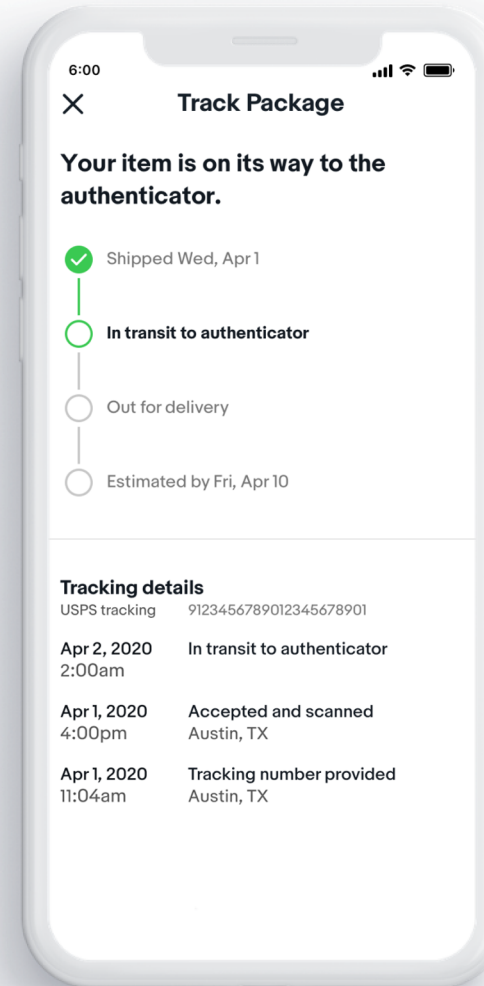 6:00
Track Package
Your item is on its way to the
authenticator.
Shipped Wed, Apr 1
In transit to authenticator
Out for delivery
Estimated by Fri, Apr 10
Tracking details
USPS tracking 9123456789012345678901
Apr 2, 2020 In transit to authenticator
2:00am
Apr 1, 2020 Accepted and scanned
4:00pm Austin, TX
Apr 1, 2020 Tracking number provided
11:04am Austin, TX